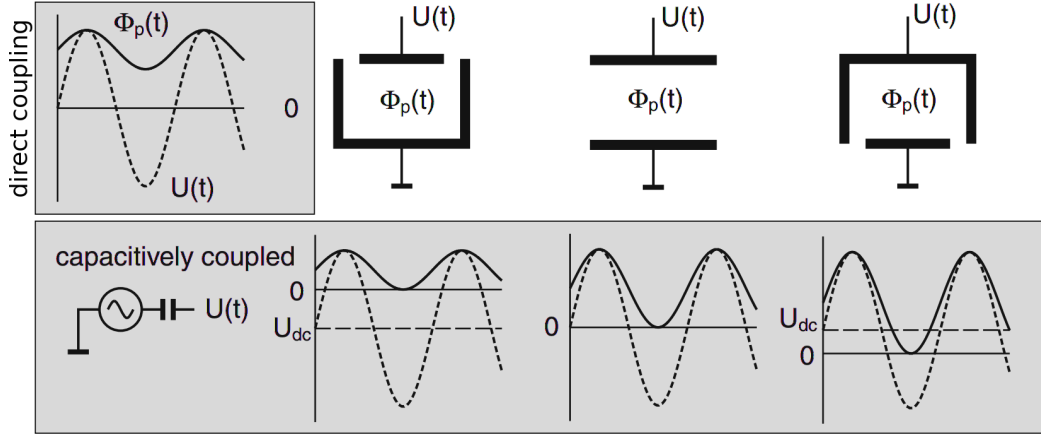 direct coupling
Φp(t)
0
U(t)
U(t)
Φp(t)
U(t)
Φp(t)
U(t)
Φp(t)
capacitively coupled
U(t)
0
Udc
0
Udc
0